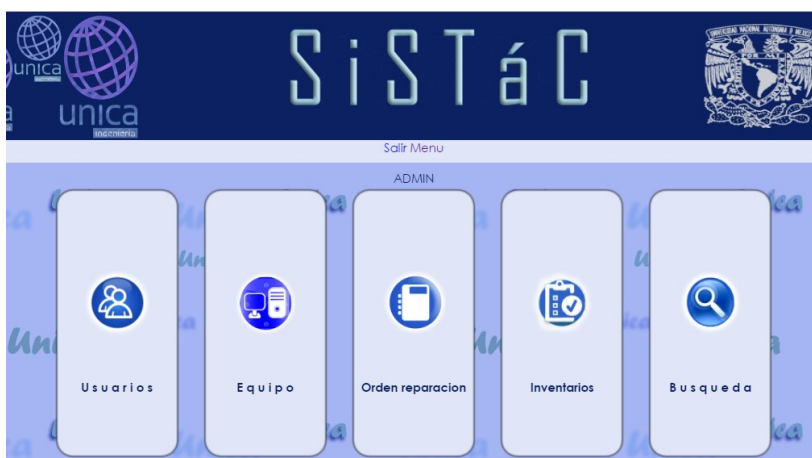 SiSTáC
unica
unica
ingeniería
Salir Menu
ADMIN
Usuarios
Equipo
Orden reparacion
Inventarios
Busqueda